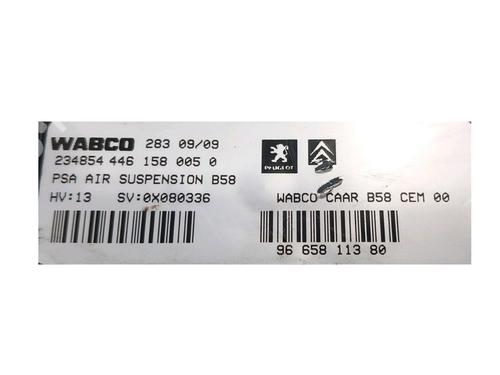 WABCO 283 09/09
234854 446 158 005 0
PSA AIR SUSPENSION B58
HV:13 SV:0X080336
PEUGEOT
WABCO CAAR B58 CEM 00
96 658 113 80